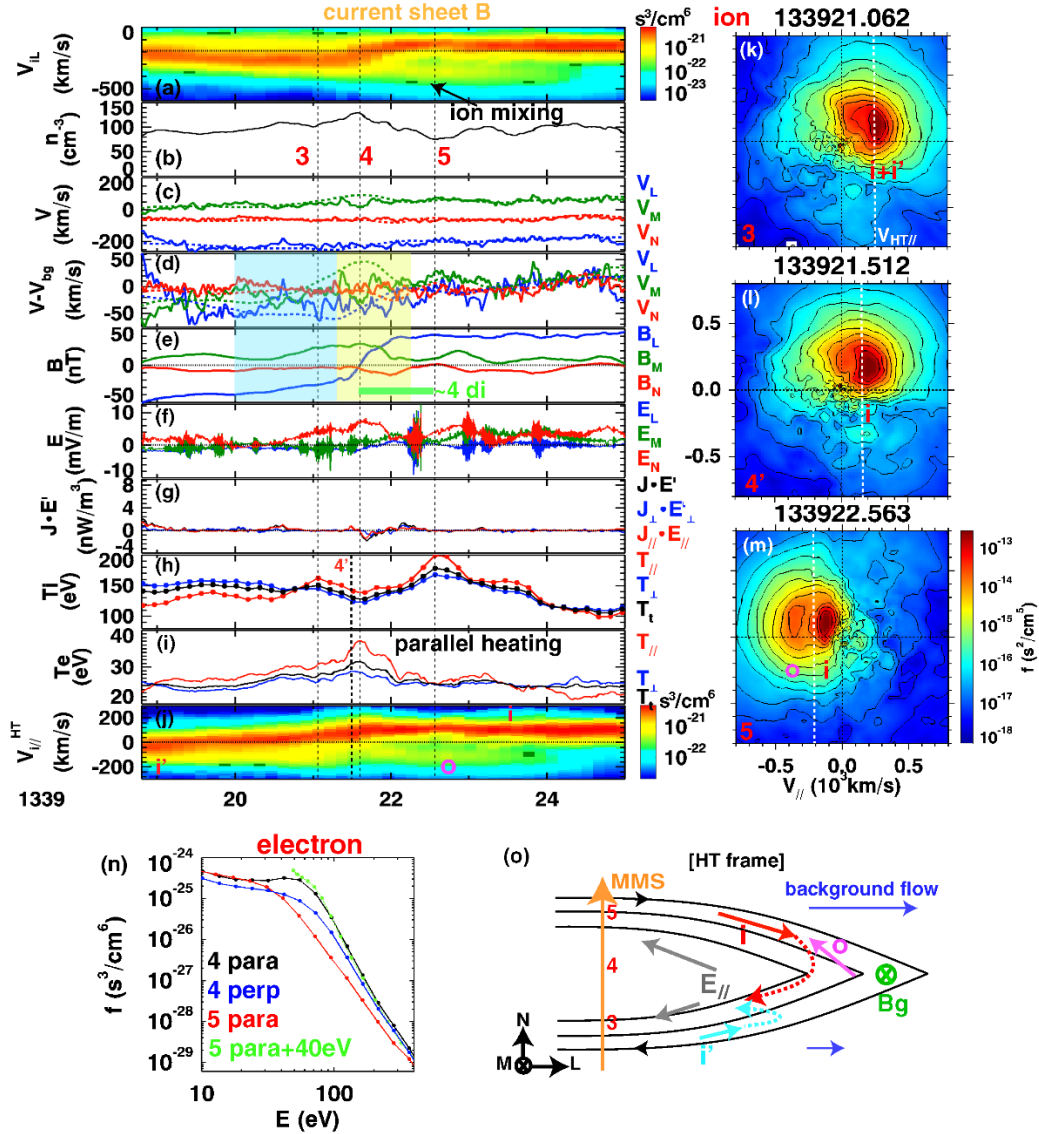 current sheet B
s³/cm⁶
ion
133921.062
0
-500
V_iL
(km/s)
(a)
10⁻²¹
10⁻²²
10⁻²³
ion mixing
(k)
i+i'
3
V_HT//
150
100
50
0
n
(cm⁻³)
(b)
3
4
5
200
0
-200
V
(km/s)
(c)
V_L
V_M
V_N
133921.512
50
0
-50
V-V_bg
(km/s)
(d)
V_L
V_M
V_N
(l)
0.5
0.0
-0.5
i
4'
50
0
-50
B
(nT)
(e)
~4 di
B_L
B_M
B_N
10
0
-10
E
(mV/m)
(f)
E_L
E_M
E_N
8
4
0
-4
J•E'
(nW/m³)
(g)
J•E'
J⊥•E'⊥
J//•E//
133922.563
(m)
o
i
5
10⁻¹³
10⁻¹⁴
10⁻¹⁵
10⁻¹⁶
10⁻¹⁷
10⁻¹⁸
f (s²/cm⁵)
-0.5
0.0
0.5
V// (10³km/s)
200
150
100
Ti
(eV)
(h)
4'
T//
T⊥
T_t
40
30
20
Te
(eV)
(i)
parallel heating
T//
T⊥
T_t
s³/cm⁶
200
0
-200
V_i//^HT
(km/s)
(j)
i'
i
o
10⁻²¹
10⁻²²
1339
20
22
24
(n)
electron
10⁻²⁴
10⁻²⁵
10⁻²⁶
10⁻²⁷
10⁻²⁸
10⁻²⁹
f (s³/cm⁶)
4 para
4 perp
5 para
5 para+40eV
10
100
E (eV)
(o)
[HT frame]
MMS
background flow
5
4
3
i
o
E//
Bg
i'
N
M
L